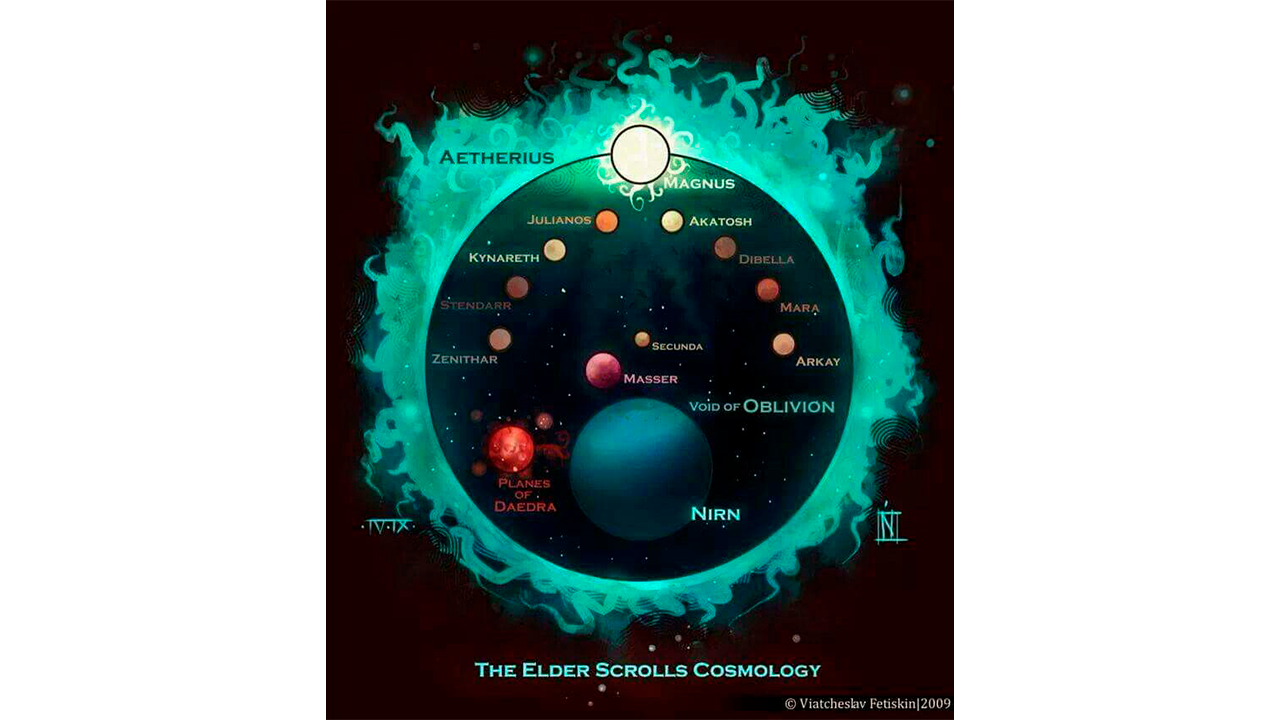 AETHERIUS
MAGNUS
JULIANOS
AKATOSH
KYNARETH
DIBELLA
STENDARR
MARA
ZENITHAR
SECUNDA
ARKAY
MASSER
VOID OF OBLIVION
PLANES
OF
DAEDRA
NIRN
·IV·IX·
THE ELDER SCROLLS COSMOLOGY
© Viatcheslav Fetiskin|2009